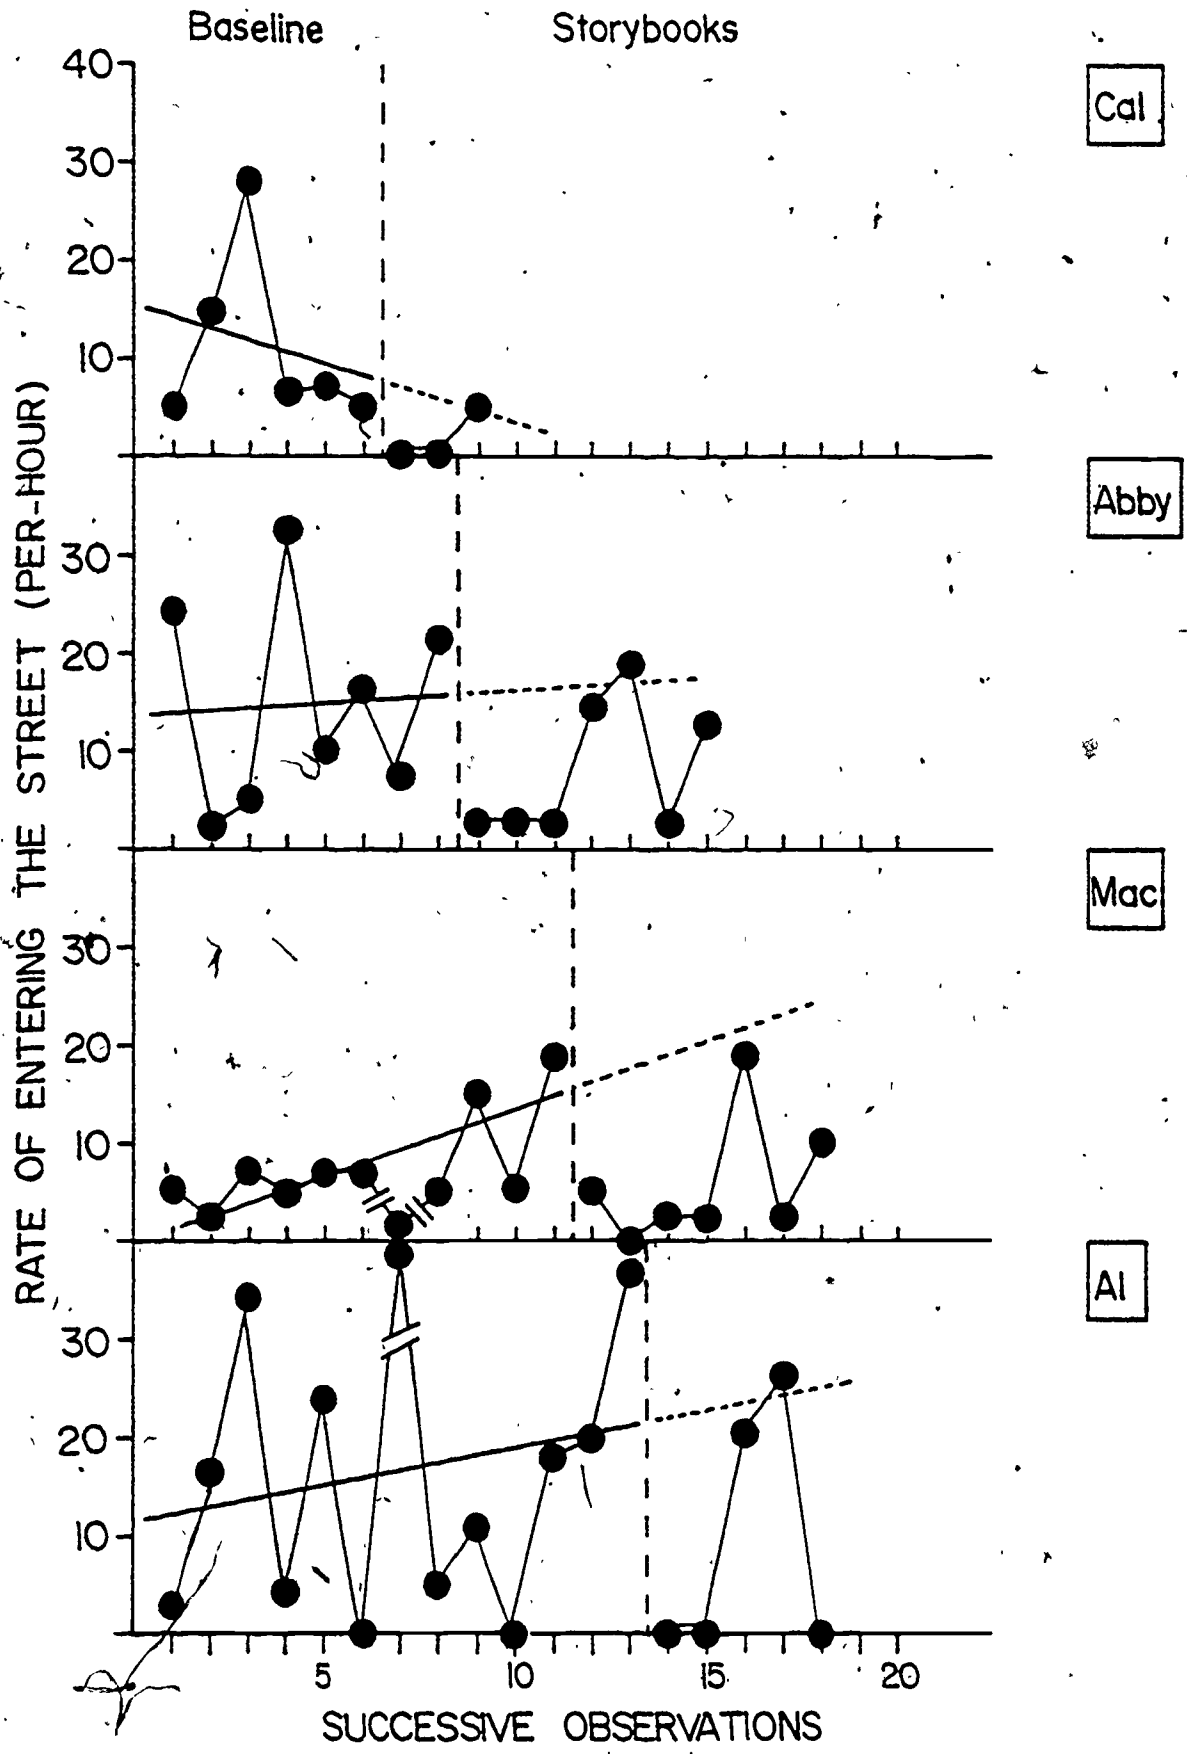 Baseline Storybooks
RATE OF ENTERING THE STREET (PER-HOUR)
40
30
20
10
Cal
30
20
10
Abby
30
20
10
Mac
30
20
10
Al
5 10 15 20
SUCCESSIVE OBSERVATIONS